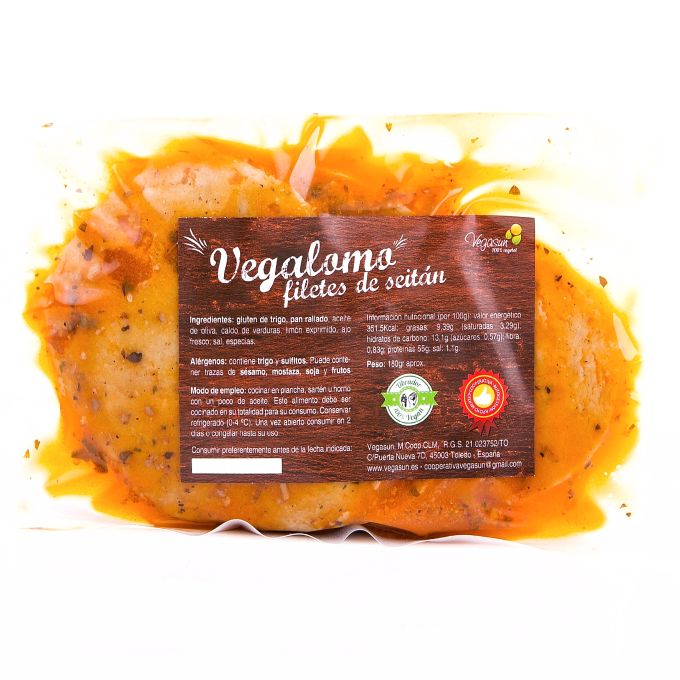 Vegalomo
filetes de seitán
Vegasun
100% vegetal
Ingredientes: gluten de trigo, pan rallado, aceite
de oliva, caldo de verduras, limón exprimido, ajo
fresco, sal, especias.
Alérgenos: contiene trigo y sulfitos. Puede conte-
ner trazas de sésamo, mostaza, soja y frutos
Modo de empleo: cocinar en plancha, sartén u horno
con un poco de aceite. Este alimento debe ser
cocinado en su totalidad para su consumo. Conservar
refrigerado (0-4 ºC). Una vez abierto consumir en 2
días o congelar hasta su uso.
Consumir preferentemente antes de la fecha indicada:
Información nutricional (por 100g): valor energético
351.5Kcal; grasas: 9,39g (saturadas 3.29g);
hidratos de carbono: 13.1g (azúcares, 0.57g); fibra:
0,83g; proteínas 55g; sal: 1.1g.
Peso: 180g aprox.
Obrador
100% Vegan
Vegasun, M.Coop.CLM, R.G.S. 21.023752/TO
C/Puerta Nueva 7D, 45003 Toledo - España
www.vegasun.es - cooperativavegasun@gmail.com